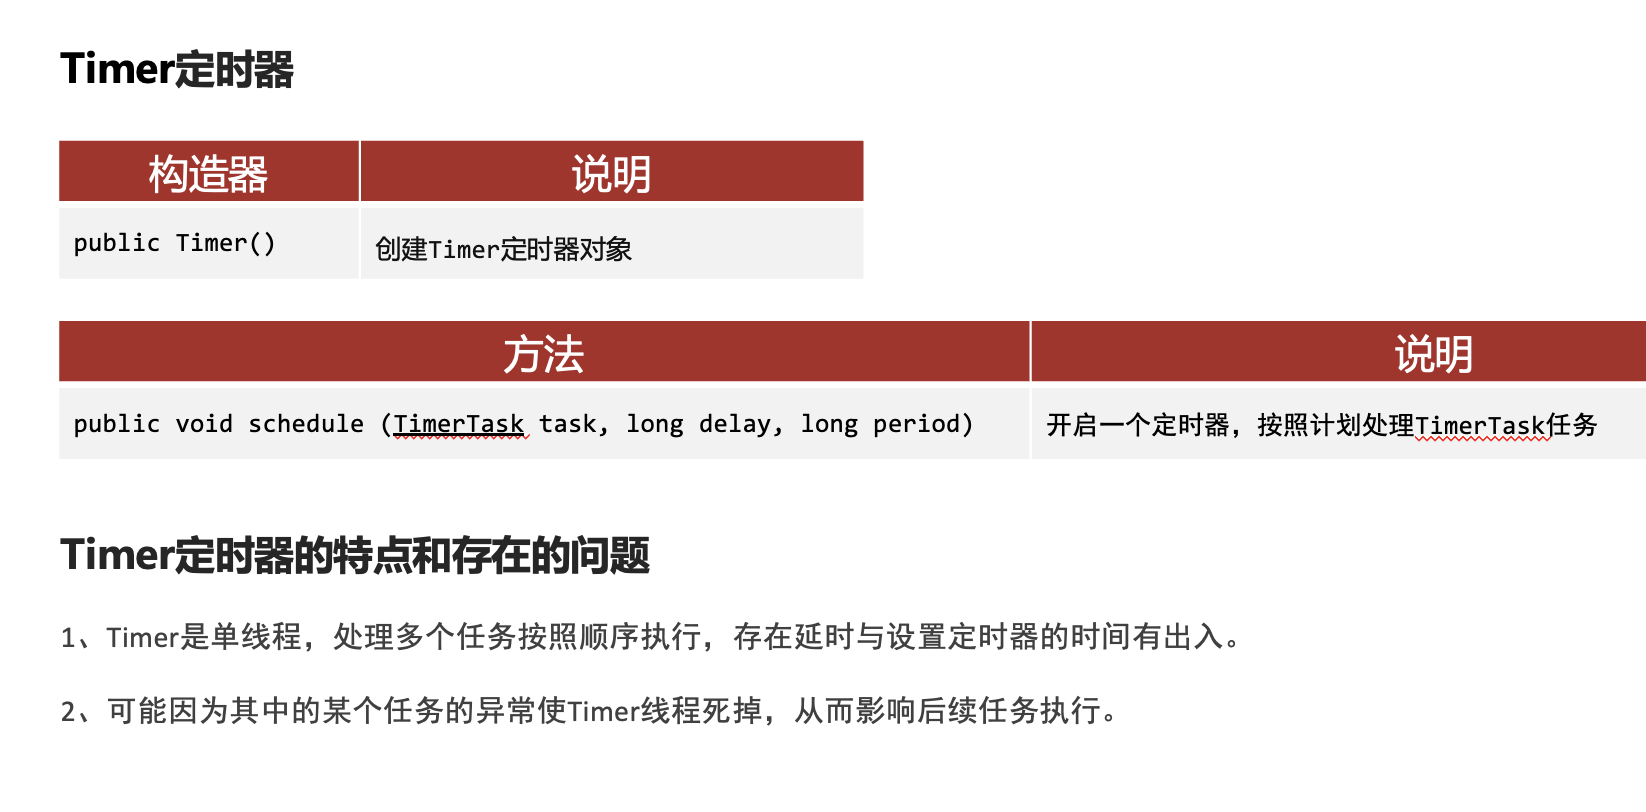 Timer定时器
构造器 说明
public Timer() 创建Timer定时器对象
方法 说明
public void schedule (TimerTask task, long delay, long period) 开启一个定时器，按照计划处理TimerTask任务
Timer定时器的特点和存在的问题
1、Timer是单线程，处理多个任务按照顺序执行，存在延时与设置定时器的时间有出入。
2、可能因为其中的某个任务的异常使Timer线程死掉，从而影响后续任务执行。